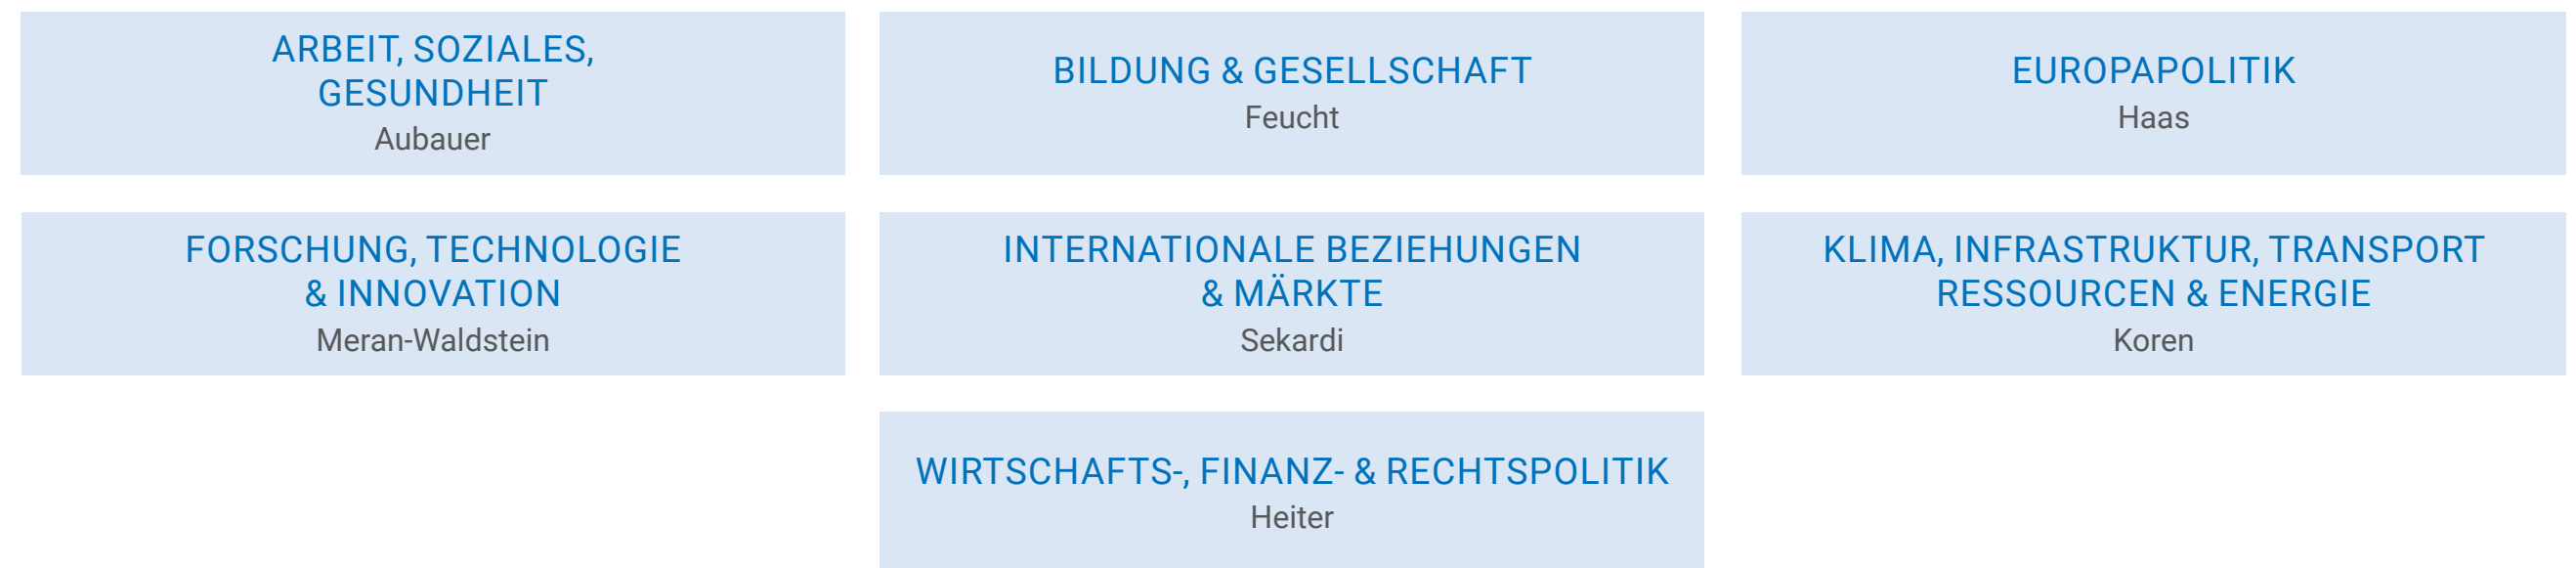 ARBEIT, SOZIALES,
GESUNDHEIT
Aubauer
BILDUNG & GESELLSCHAFT
Feucht
EUROPAPOLITIK
Haas
FORSCHUNG, TECHNOLOGIE
& INNOVATION
Meran-Waldstein
INTERNATIONALE BEZIEHUNGEN
& MÄRKTE
Sekardi
KLIMA, INFRASTRUKTUR, TRANSPORT
RESSOURCEN & ENERGIE
Koren
WIRTSCHAFTS-, FINANZ- & RECHTSPOLITIK
Heiter